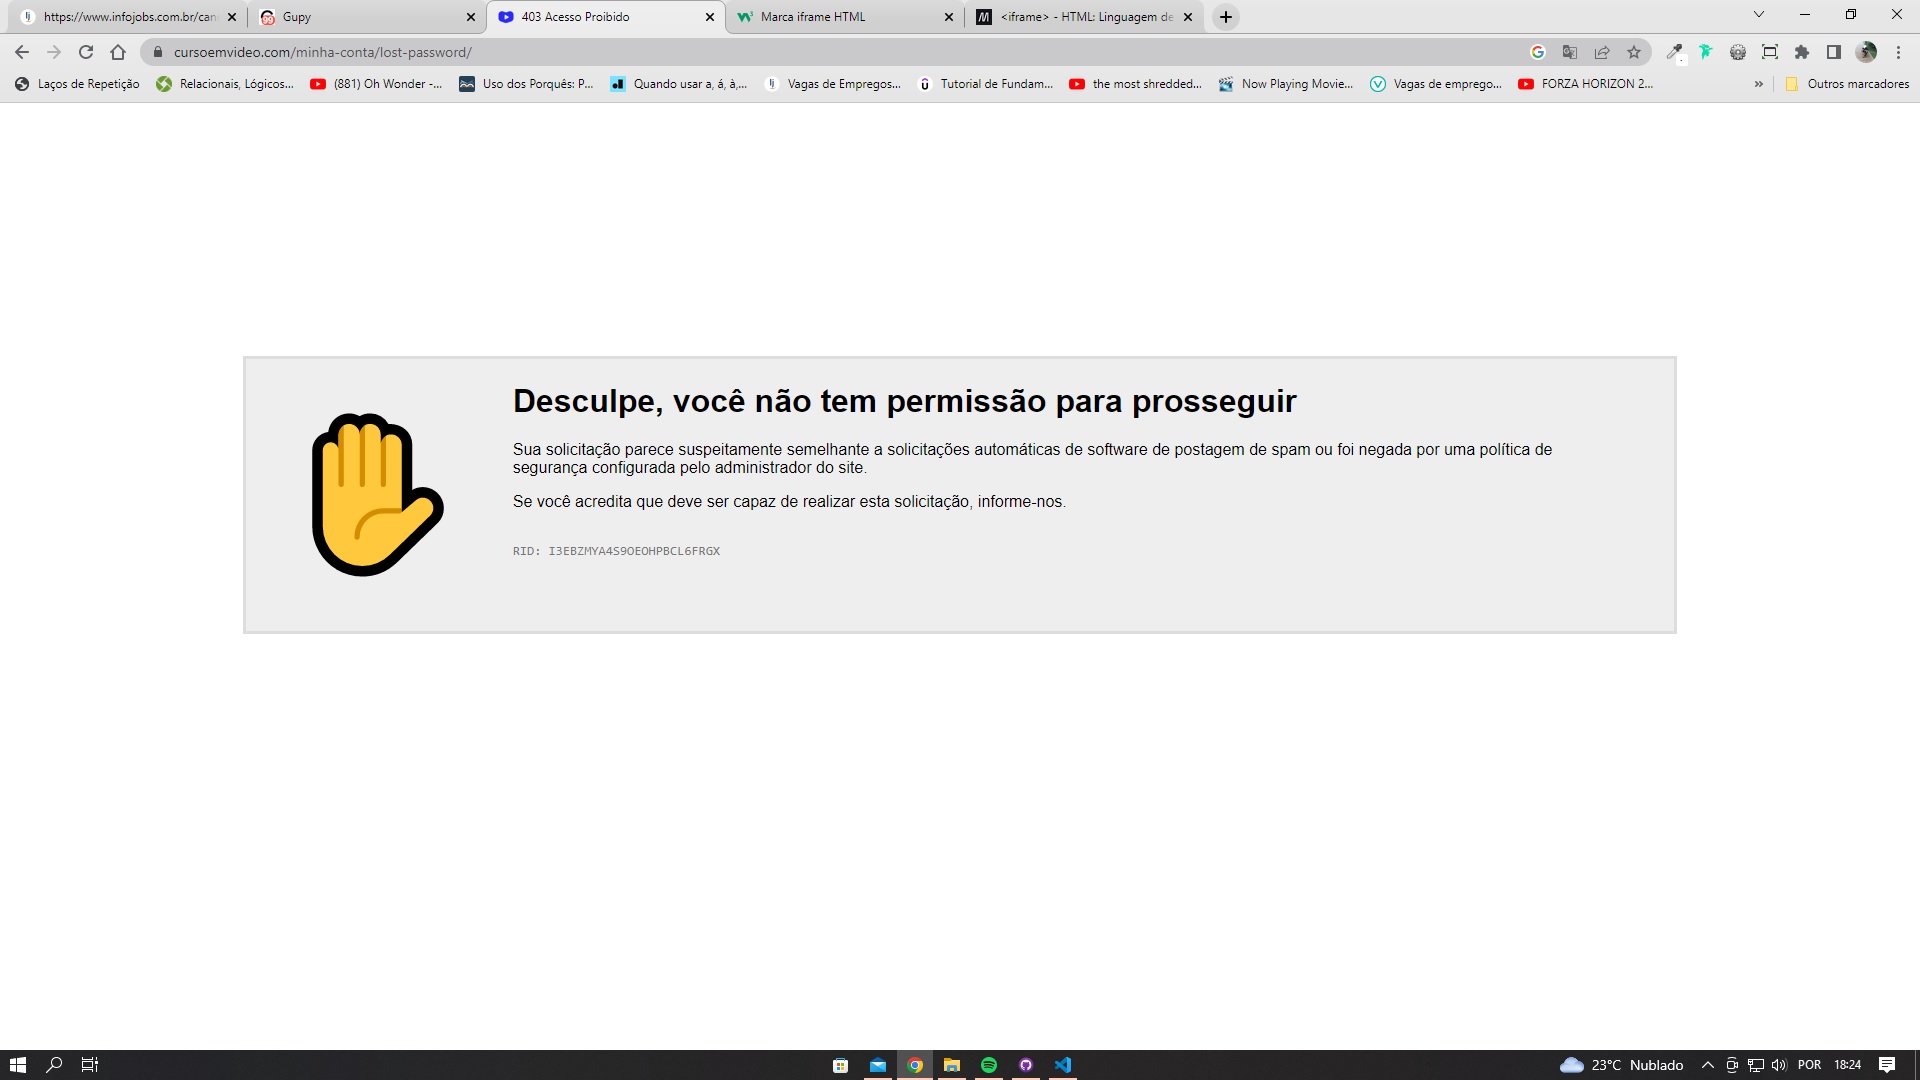 https://www.infojobs.com.br/can
Gupy
403 Acesso Proibido
Marca iframe HTML
<iframe> - HTML: Linguagem de
cursoemvideo.com/minha-conta/lost-password/
Laços de Repetição
Relacionais, Lógicos...
(881) Oh Wonder -...
Uso dos Porquês: P...
Quando usar a, á, à,...
Vagas de Empregos...
Tutorial de Fundam...
the most shredded...
Now Playing Movie...
Vagas de emprego...
FORZA HORIZON 2...
»
Outros marcadores
Desculpe, você não tem permissão para prosseguir
Sua solicitação parece suspeitamente semelhante a solicitações automáticas de software de postagem de spam ou foi negada por uma política de
segurança configurada pelo administrador do site.
Se você acredita que deve ser capaz de realizar esta solicitação, informe-nos.
RID: I3EBZMYA4S9OEOHPBCL6FRGX
23°C Nublado
POR
18:24